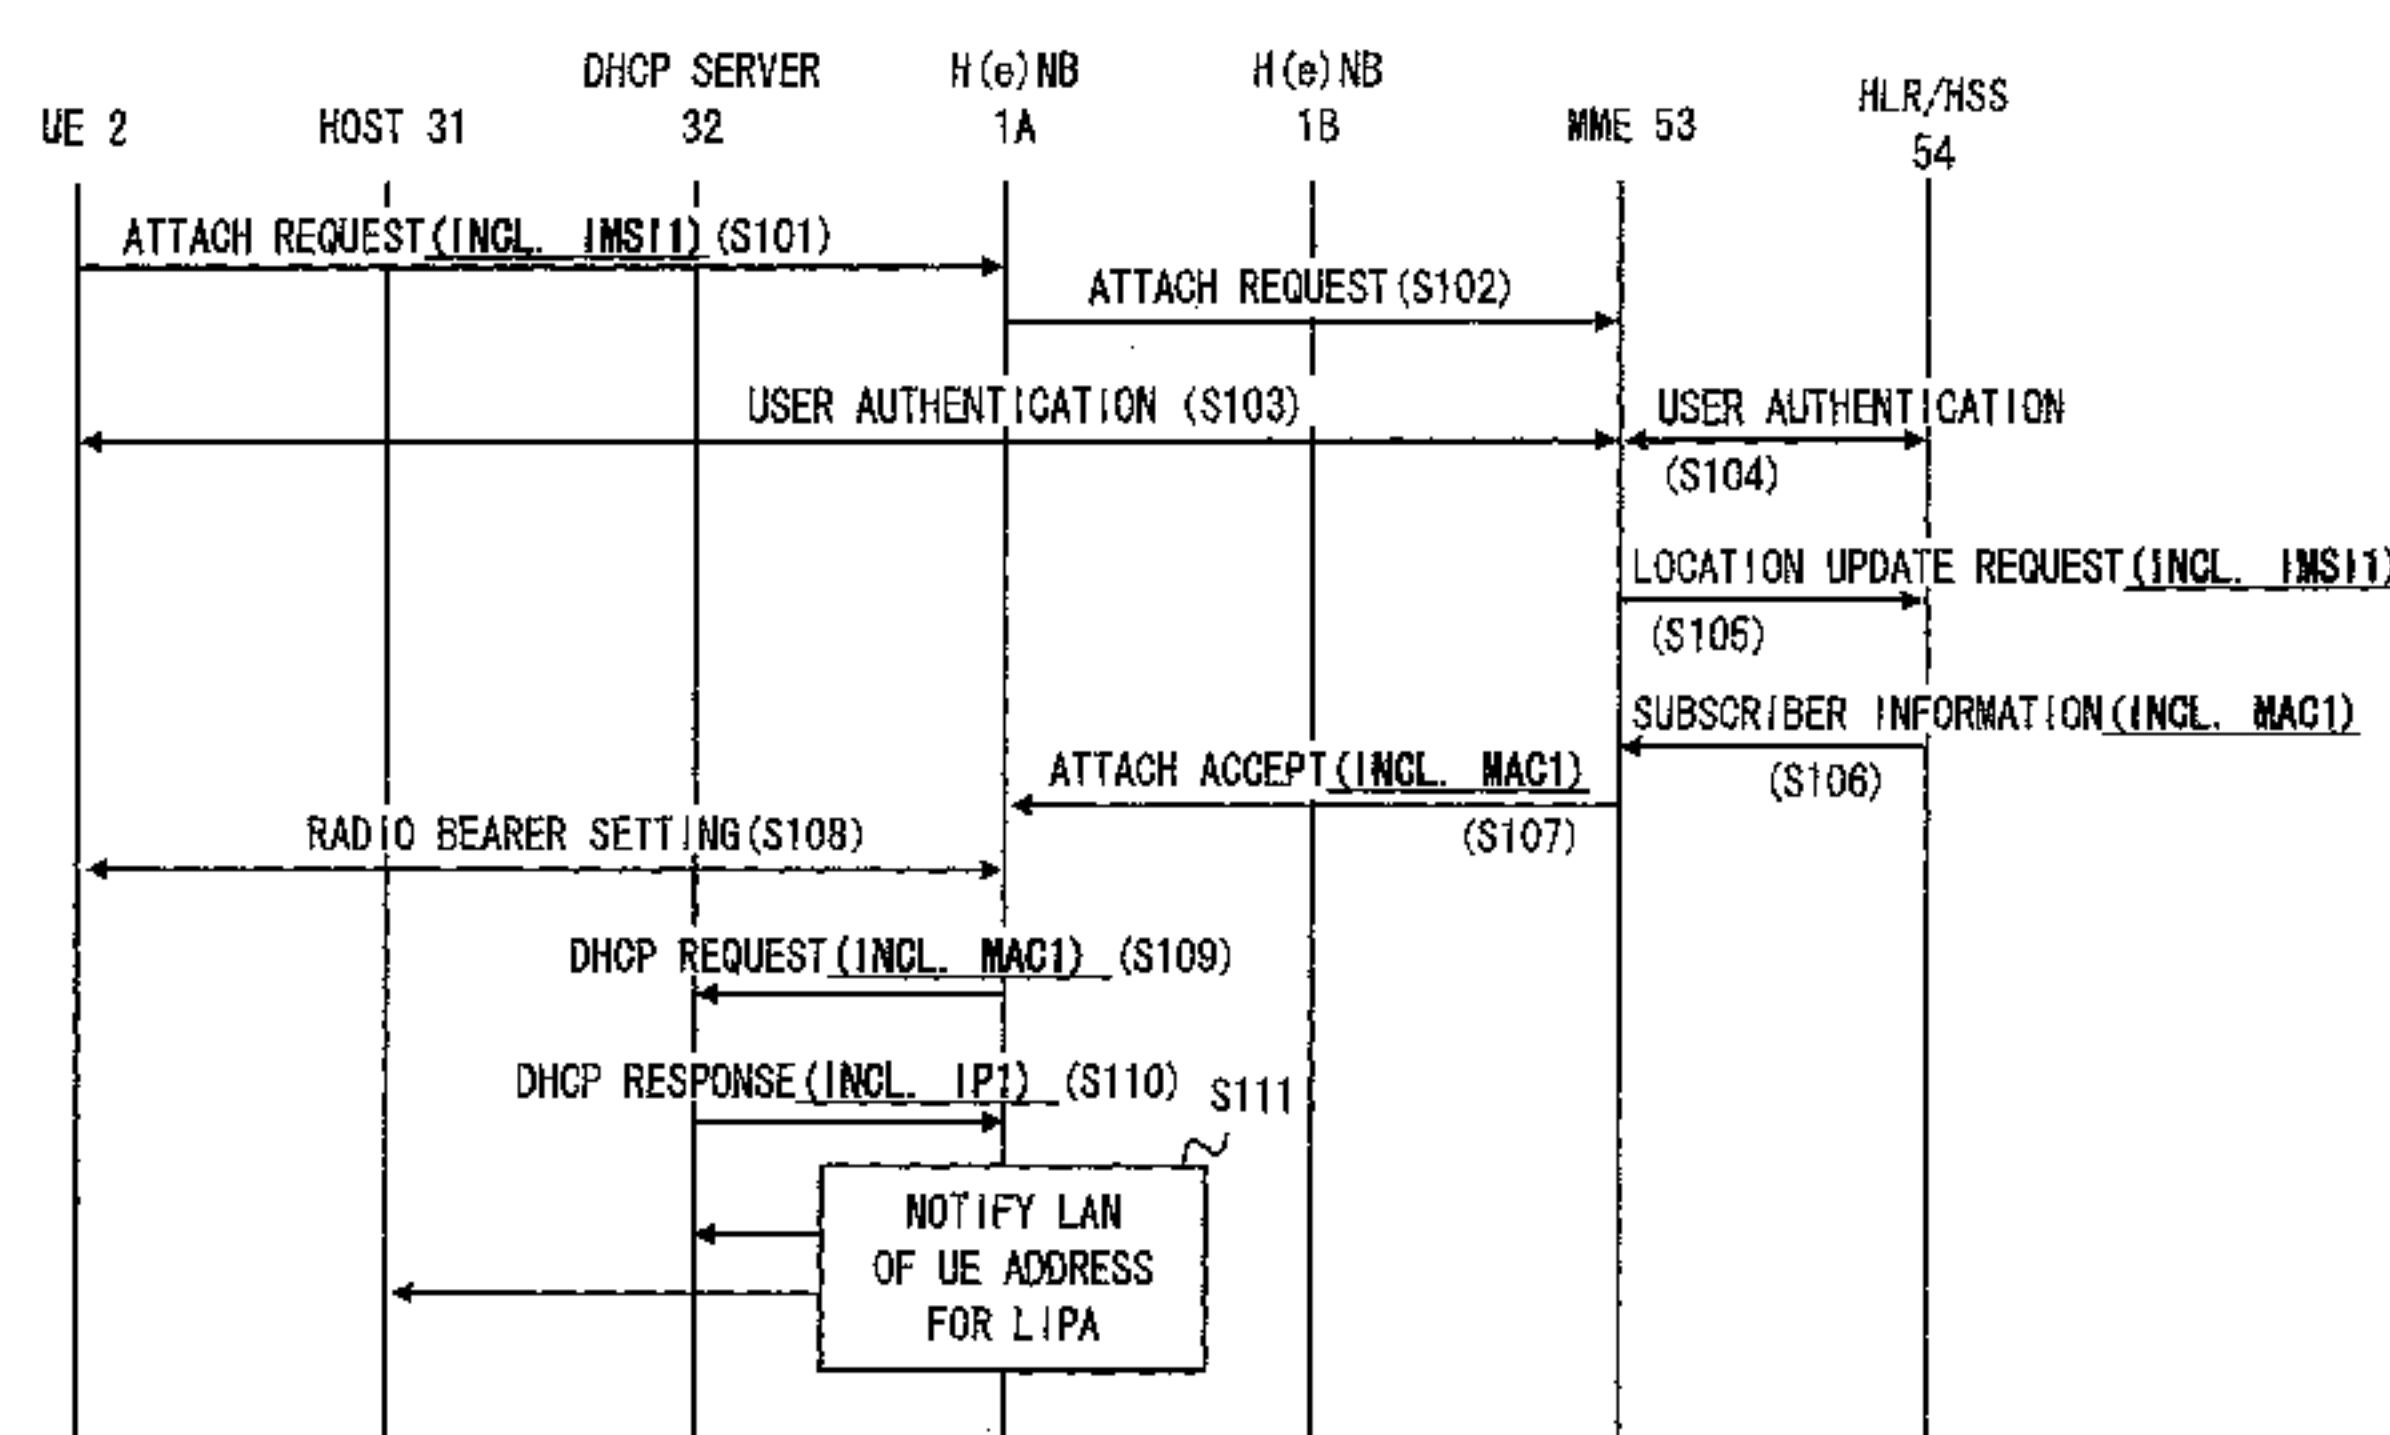 UE 2
HOST 31
DHCP SERVER
32
H(e)NB
1A
H(e)NB
1B
MME 53
HLR/HSS
54
ATTACH REQUEST(INCL. IMSI1)(S101)
ATTACH REQUEST(S102)
USER AUTHENTICATION (S103)
USER AUTHENTICATION
(S104)
LOCATION UPDATE REQUEST(INCL. IMSI1)
(S105)
SUBSCRIBER INFORMATION(INCL. MAC1)
(S106)
ATTACH ACCEPT(INCL. MAC1)
(S107)
RADIO BEARER SETTING(S108)
DHCP REQUEST(INCL. MAC1) (S109)
DHCP RESPONSE(INCL. IP1) (S110)
S111
NOTIFY LAN
OF UE ADDRESS
FOR LIPA